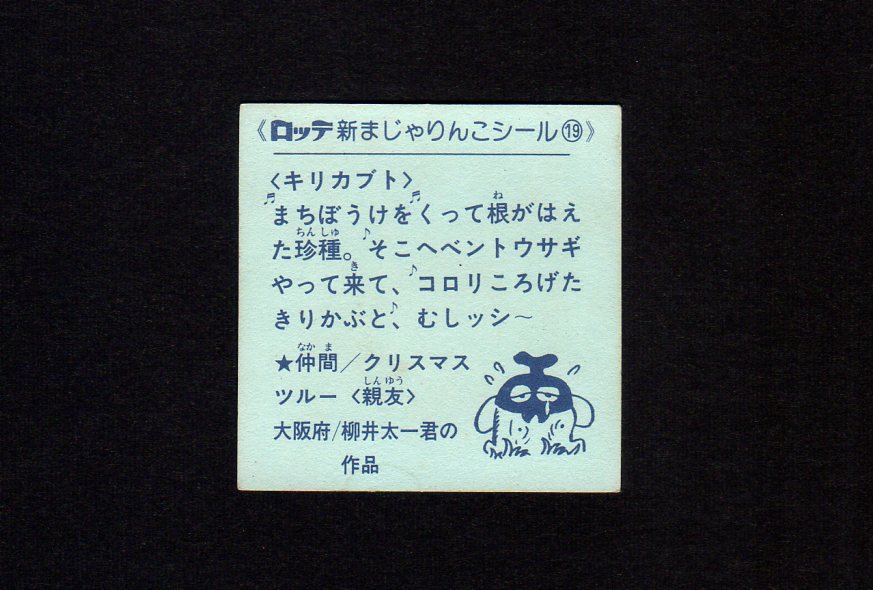 《ロッテ新まじゃりんこシール⑲》
〈キリカブト〉
♬まちぼうけをくって♬根がはえ
た珍種。♪そこへベントウサギ
やって来て、♪コロリころげた
きりかぶと、♪むしッシ〜
★仲間／クリスマス
ツルー〈親友〉
大阪府/柳井太一君の
作品